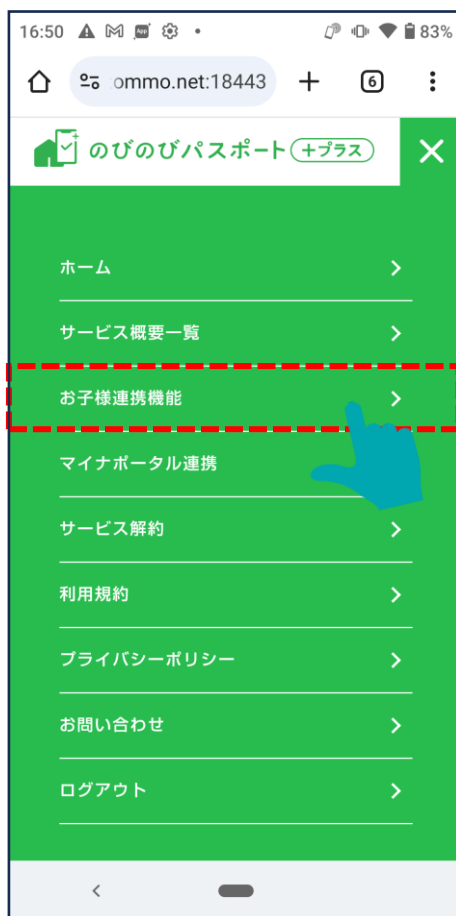 16:50 83%
ommo.net:18443 6
のびのびパスポート +プラス
ホーム
サービス概要一覧
お子様連携機能
マイナポータル連携
サービス解約
利用規約
プライバシーポリシー
お問い合わせ
ログアウト